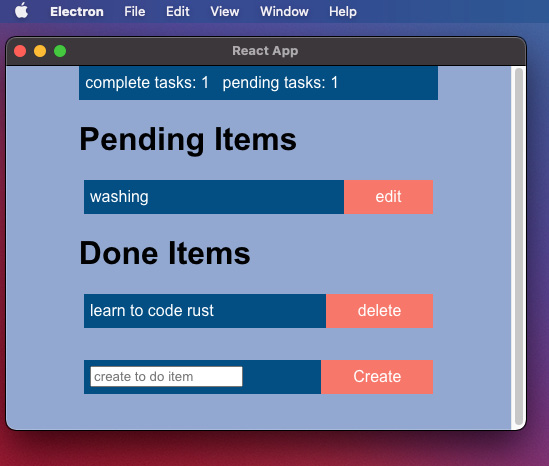 Electron File Edit View Window Help
React App
complete tasks: 1 pending tasks: 1
Pending Items
washing edit
Done Items
learn to code rust delete
create to do item Create